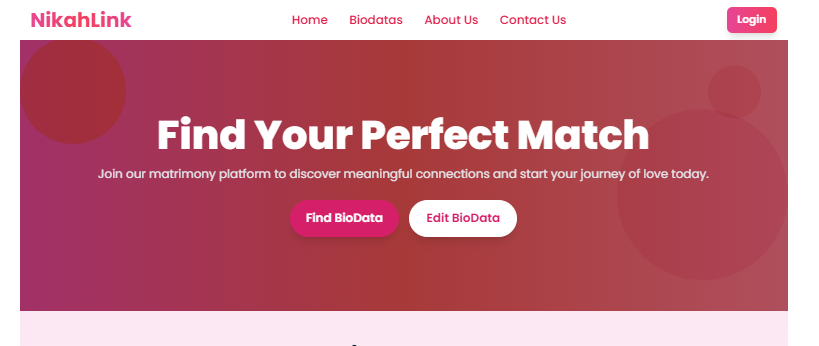 NikahLink Home Biodatas About Us Contact Us Login
Find Your Perfect Match
Join our matrimony platform to discover meaningful connections and start your journey of love today.
Find BioData Edit BioData